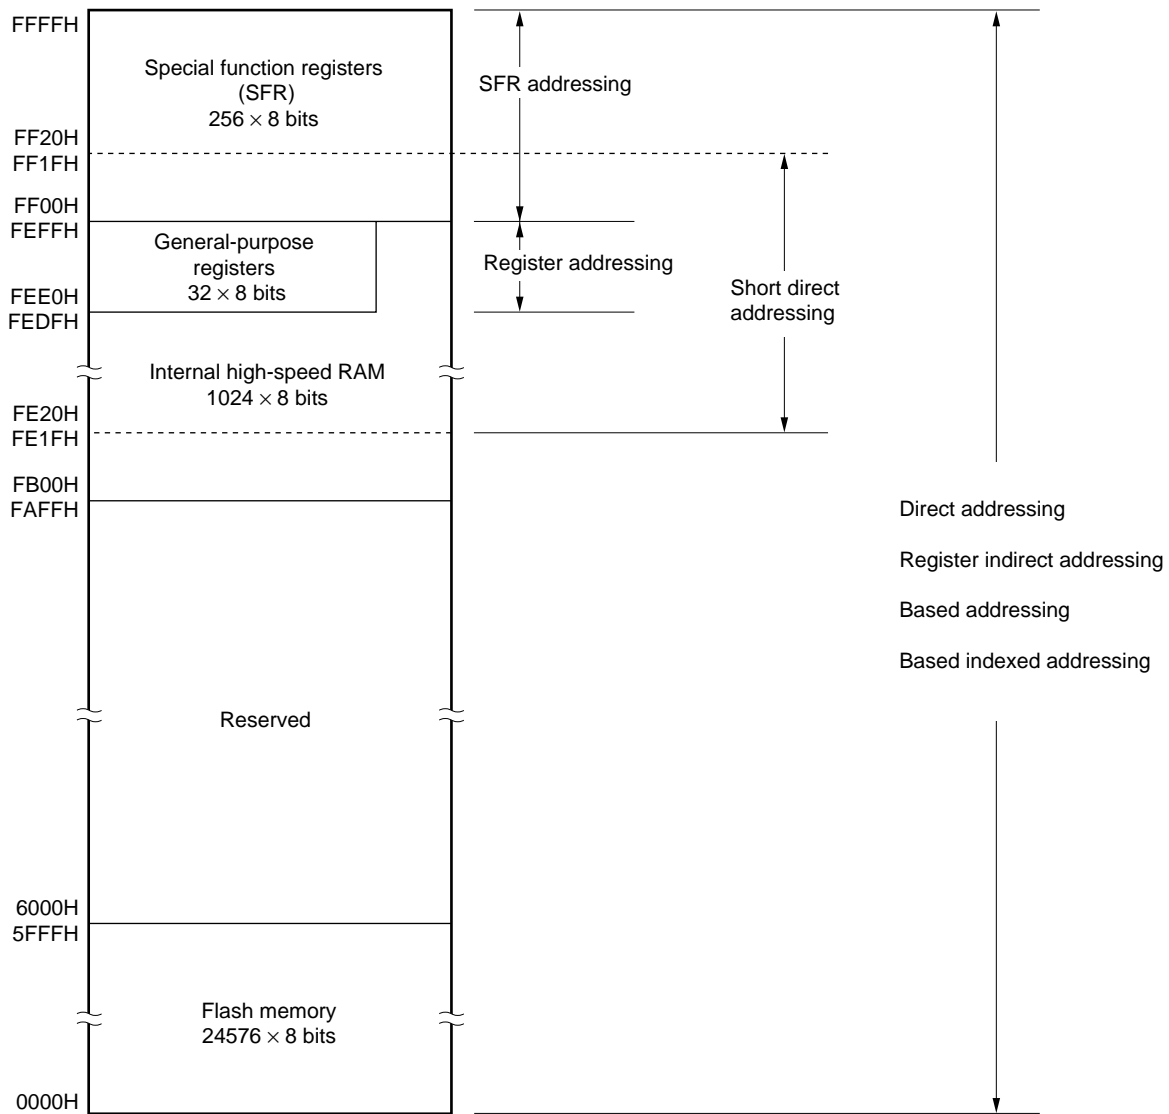 FFFFH
Special function registers
(SFR)
256 × 8 bits
SFR addressing
FF20H
FF1FH
FF00H
FEFFH
General-purpose
registers
32 × 8 bits
Register addressing
FEE0H
FEDFH
Short direct
addressing
Internal high-speed RAM
1024 × 8 bits
FE20H
FE1FH
FB00H
FAFFH
Direct addressing
Register indirect addressing
Based addressing
Based indexed addressing
Reserved
6000H
5FFFH
Flash memory
24576 × 8 bits
0000H